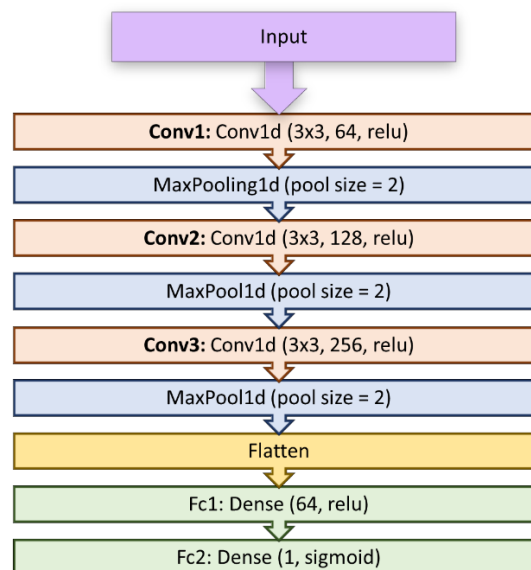 Input
Conv1: Conv1d (3x3, 64, relu)
MaxPooling1d (pool size = 2)
Conv2: Conv1d (3x3, 128, relu)
MaxPool1d (pool size = 2)
Conv3: Conv1d (3x3, 256, relu)
MaxPool1d (pool size = 2)
Flatten
Fc1: Dense (64, relu)
Fc2: Dense (1, sigmoid)